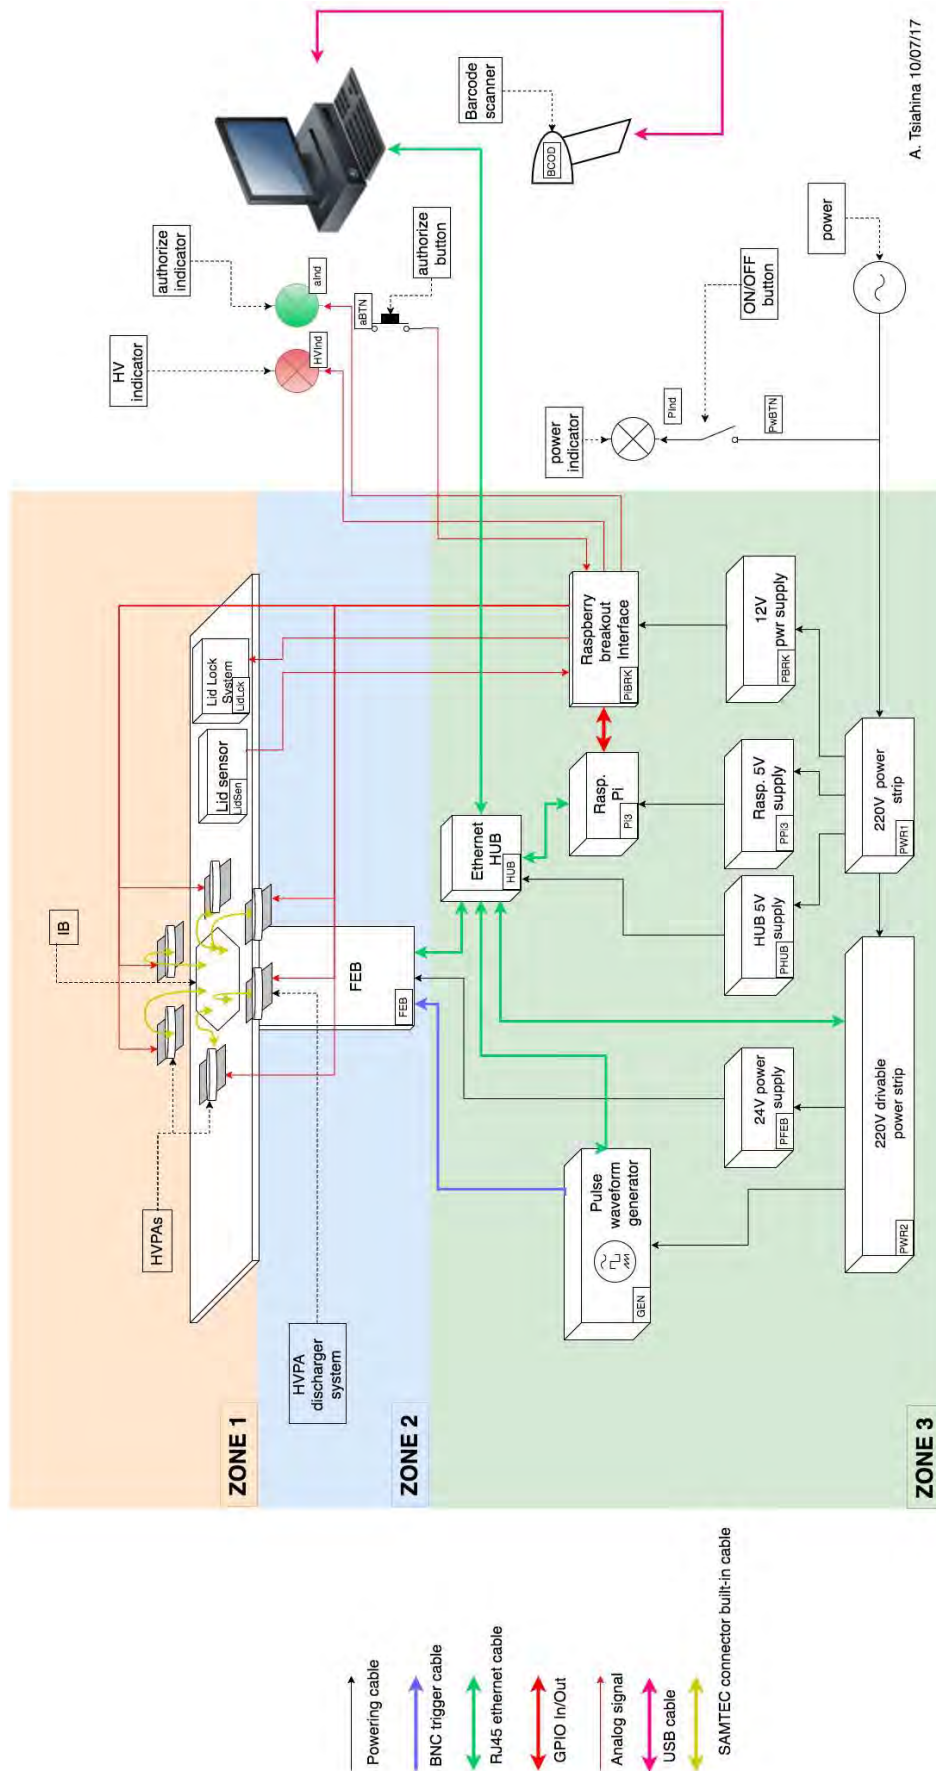 HV
indicator
authorize
indicator
HVInd
aInd
aBTN
authorize
button
Barcode
scanner
BCOD
A. Tsiahina 10/07/17
power
indicator
PInd
PwBTN
ON/OFF
button
power
IB
HVPAs
Lid sensor
LidSen
Lid Lock
System
LidLck
ZONE 1
HVPA
discharger
system
FEB
FEB
ZONE 2
Ethernet
HUB
HUB
Pulse
waveform
generator
GEN
Rasp.
Pi
Pi3
Raspberry
breakout
Interface
PiBRK
24V power
supply
PFEB
HUB 5V
supply
PHUB
Rasp. 5V
supply
PPi3
12V
pwr supply
PBRK
220V drivable
power strip
PWR2
220V power
strip
PWR1
ZONE 3
Powering cable
BNC trigger cable
RJ45 ethernet cable
GPIO In/Out
Analog signal
USB cable
SAMTEC connector built-in cable